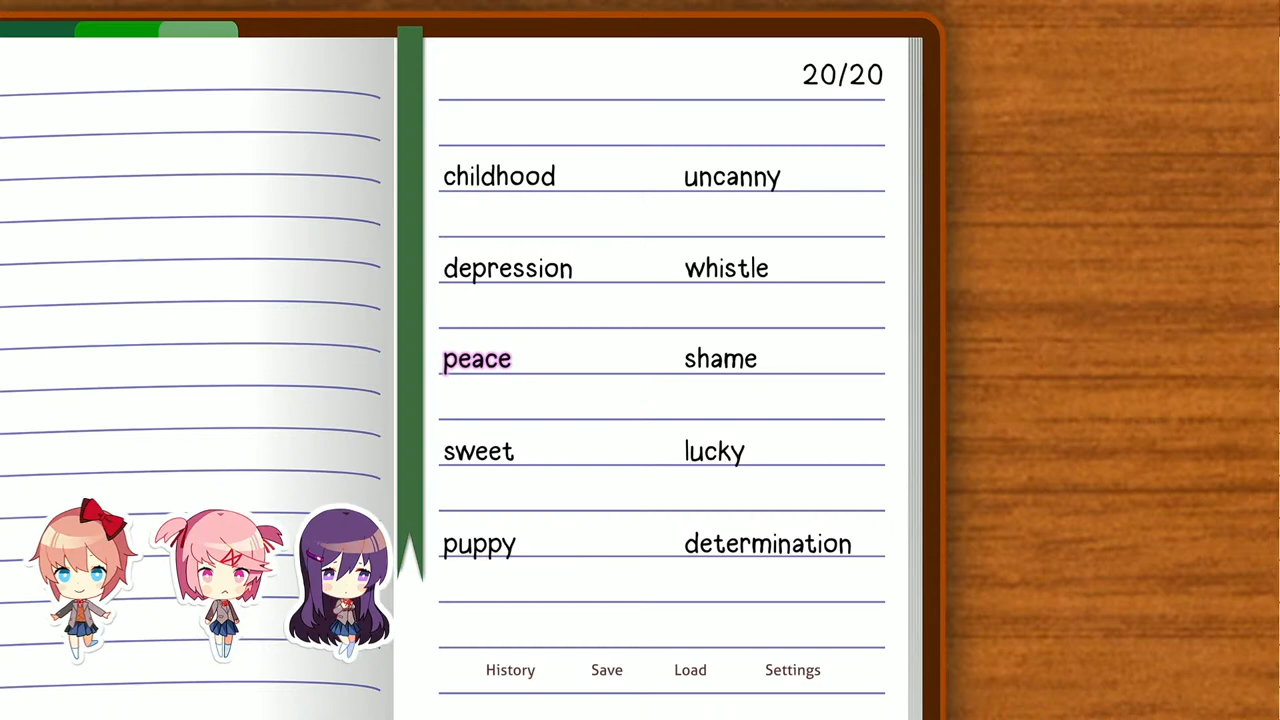 20/20
childhood uncanny
depression whistle
peace shame
sweet lucky
puppy determination
History Save Load Settings